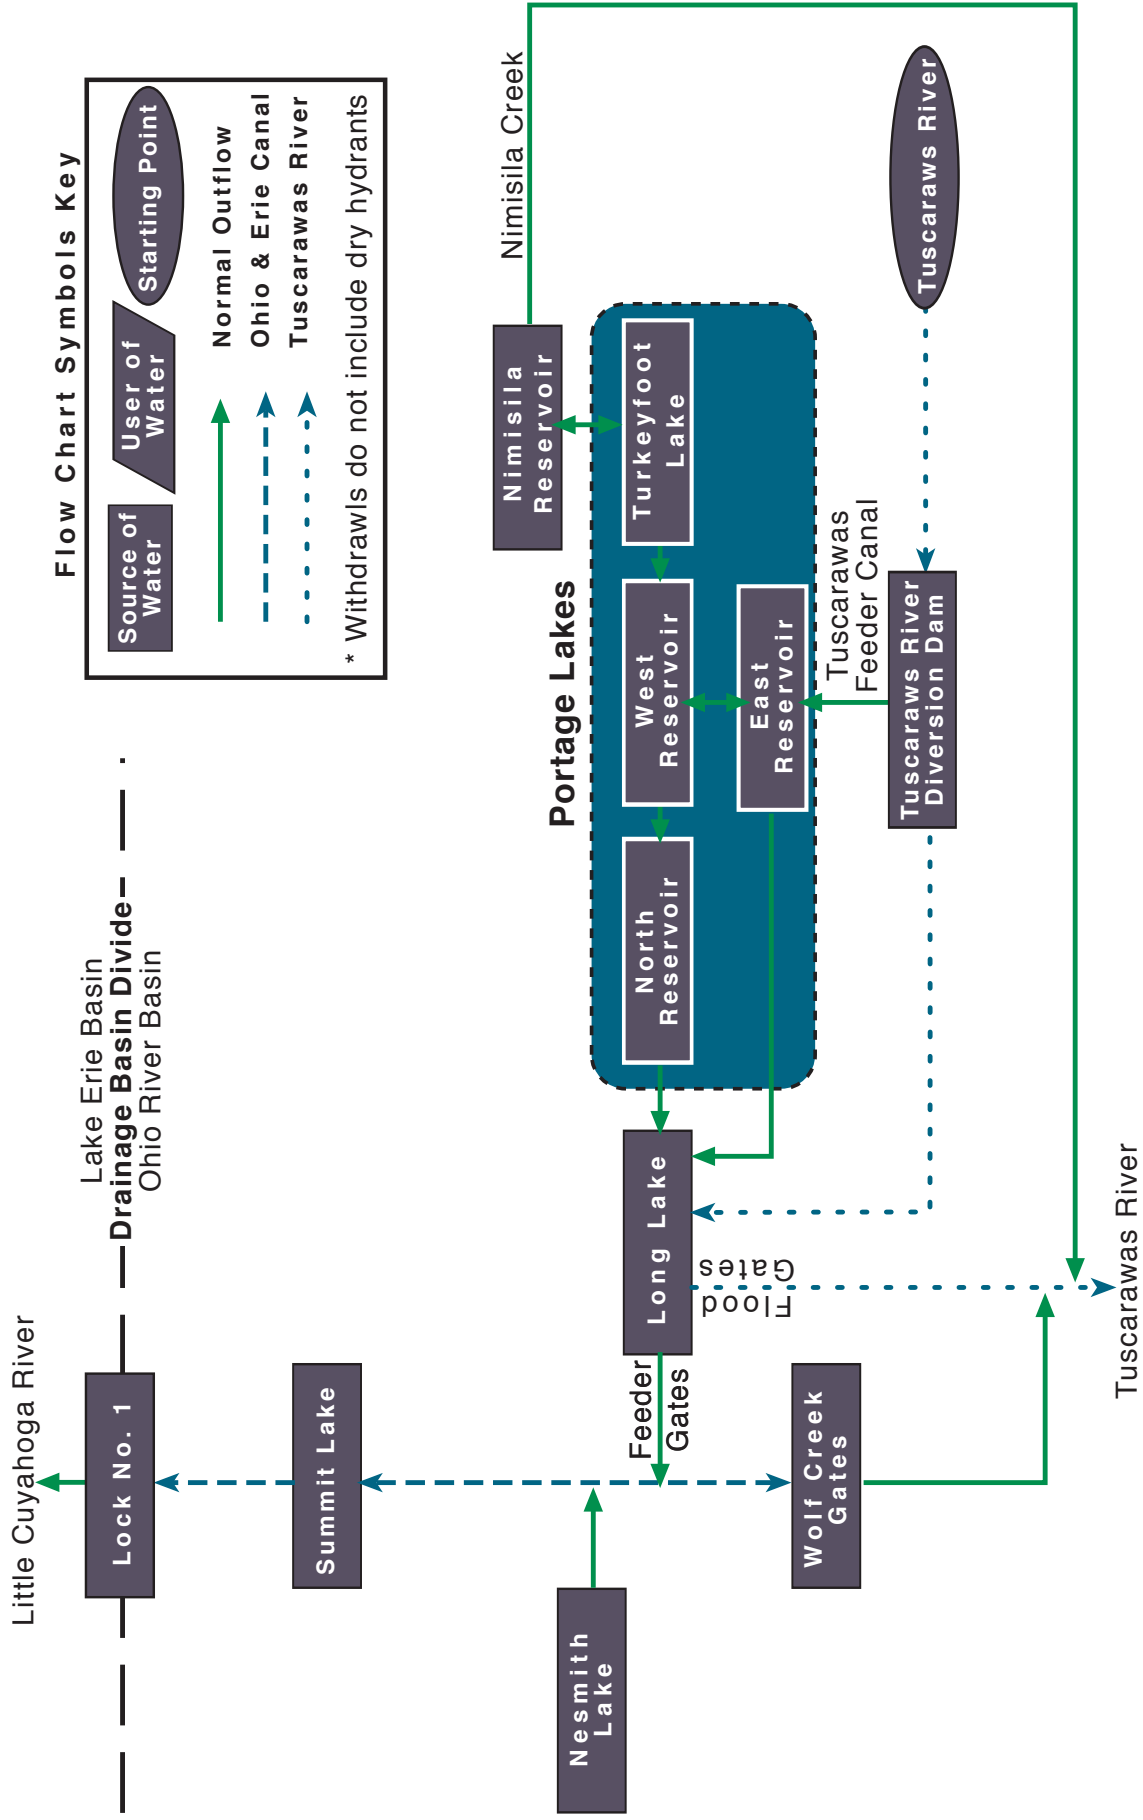 Little Cuyahoga River
Lock No. 1
Lake Erie Basin
Drainage Basin Divide
Ohio River Basin
Flow Chart Symbols Key
Source of
Water
User of
Water
Starting Point
Normal Outflow
Ohio & Erie Canal
Tuscarawas River
* Withdrawls do not include dry hydrants
Summit Lake
Nesmith
Lake
Feeder
Gates
Long Lake
Flood
Gates
Wolf Creek
Gates
Portage Lakes
North
Reservoir
West
Reservoir
East
Reservoir
Turkeyfoot
Lake
Nimisila
Reservoir
Nimisila Creek
Tuscarawas
Feeder Canal
Tuscaraws River
Diversion Dam
Tuscaraws River
Tuscarawas River